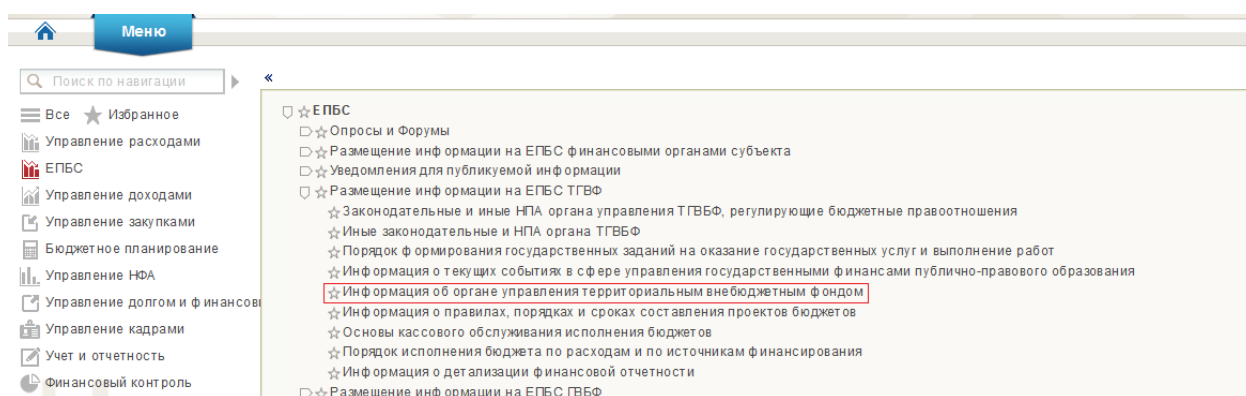 Меню
Поиск по навигации
«
Все
Избранное
Управление расходами
ЕПБС
Управление доходами
Управление закупками
Бюджетное планирование
Управление НФА
Управление долгом и финансов
Управление кадрами
Учет и отчетность
Финансовый контроль
ЕПБС
Опросы и Форумы
Размещение информации на ЕПБС финансовыми органами субъекта
Уведомления для публикуемой информации
Размещение информации на ЕПБС ТГВФ
Законодательные и иные НПА органа управления ТГВБФ, регулирующие бюджетные правоотношения
Иные законодательные и НПА органа ТГВБФ
Порядок формирования государственных заданий на оказание государственных услуг и выполнение работ
Информация о текущих событиях в сфере управления государственными финансами публично-правового образования
Информация об органе управления территориальным внебюджетным фондом
Информация о правилах, порядках и сроках составления проектов бюджетов
Основы кассового обслуживания исполнения бюджетов
Порядок исполнения бюджета по расходам и по источникам финансирования
Информация о детализации финансовой отчетности
Размещение информации на ЕПБС ГВБФ